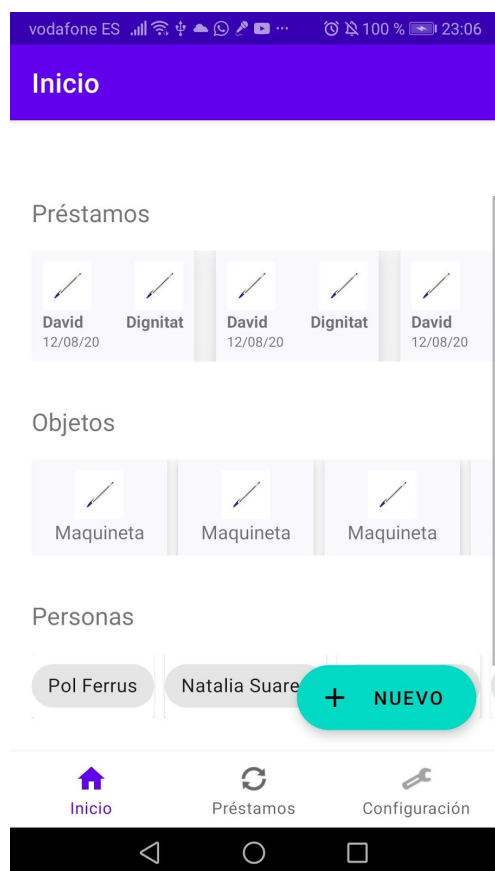 vodafone ES 100 % 23:06
Inicio
Préstamos
David Dignitat David Dignitat David
12/08/20 12/08/20 12/08/20
Objetos
Maquineta Maquineta Maquineta
Personas
Pol Ferrus Natalia Suare
+ NUEVO
Inicio Préstamos Configuración